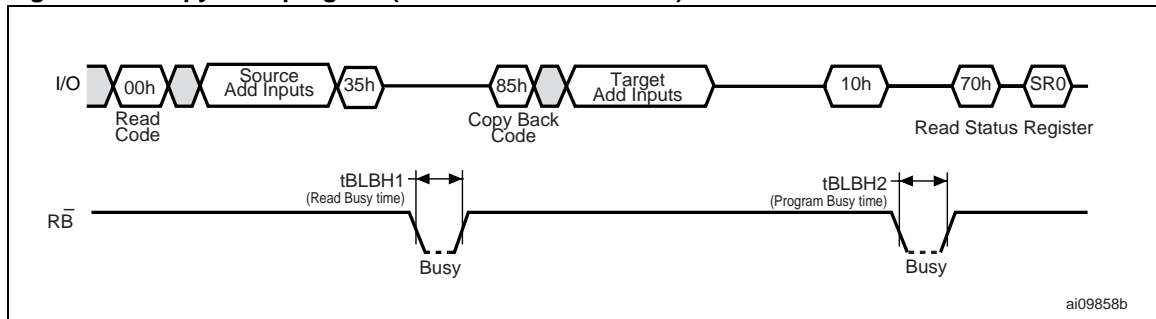 I/O
00h
Source
Add Inputs
35h
85h
Target
Add Inputs
10h
70h
SR0
Read
Code
Copy Back
Code
Read Status Register
tBLBH1
(Read Busy time)
tBLBH2
(Program Busy time)
RB̅
Busy
Busy
ai09858b